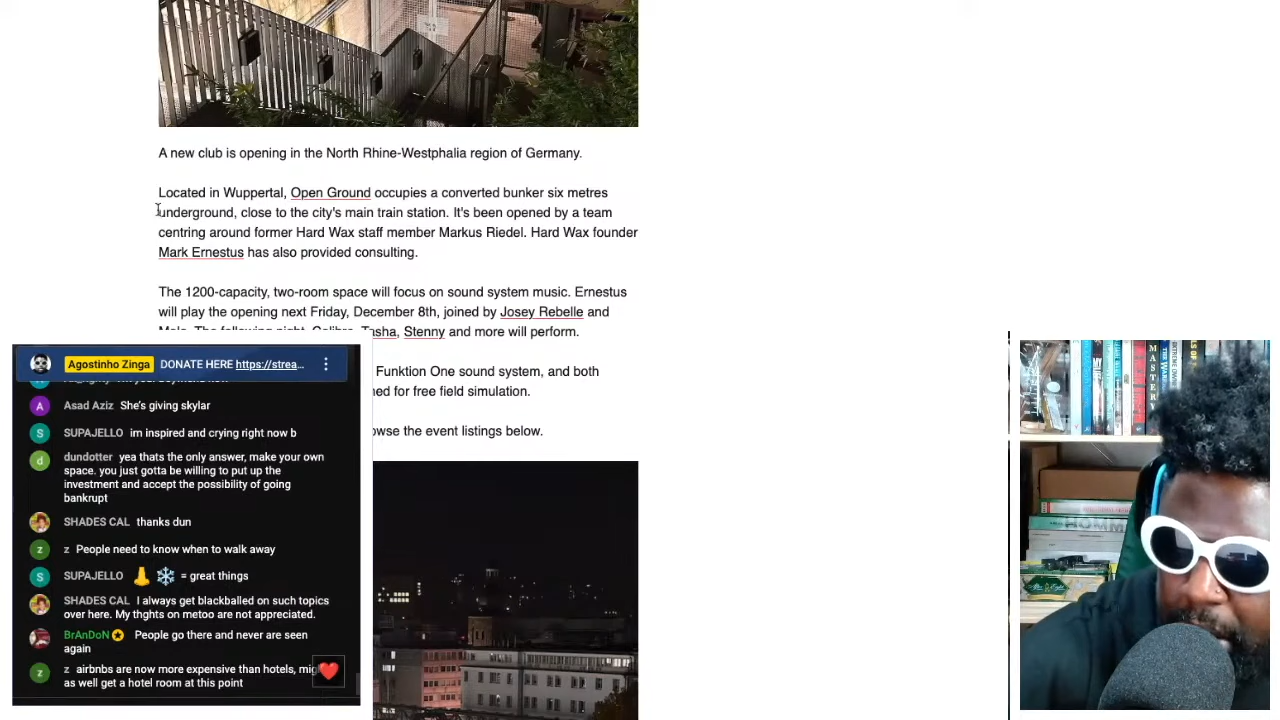 A new club is opening in the North Rhine-Westphalia region of Germany.
Located in Wuppertal, Open Ground occupies a converted bunker six metres
underground, close to the city's main train station. It's been opened by a team
centring around former Hard Wax staff member Markus Riedel. Hard Wax founder
Mark Ernestus has also provided consulting.
The 1200-capacity, two-room space will focus on sound system music. Ernestus
will play the opening next Friday, December 8th, joined by Josey Rebelle and
The following night, Calibre, Tasha, Stenny and more will perform.
Funktion One sound system, and both
for free field simulation.
the event listings below.
Agostinho Zinga DONATE HERE https://strea...
Asad Aziz She's giving skylar
SUPAJELLO im inspired and crying right now b
dundotter yea thats the only answer, make your own
space. you just gotta be willing to put up the
investment and accept the possibility of going
bankrupt
SHADES CAL thanks dun
z People need to know when to walk away
SUPAJELLO 👃 ❄️ = great things
SHADES CAL I always get blackballed on such topics
over here. My thghts on metoo are not appreciated.
BrAnDoN People go there and never are seen
again
z airbnbs are now more expensive than hotels,
as well get a hotel room at this point
MASTERY